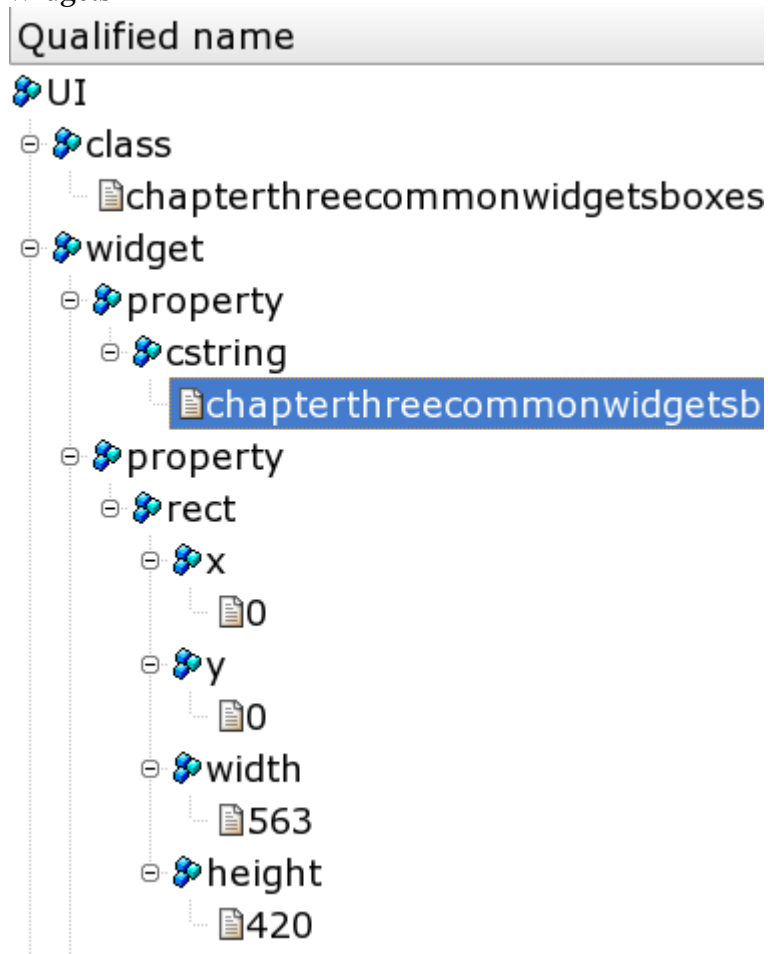 Qualified name
UI
class
chapterthreecommonwidgetsboxes
widget
property
cstring
chapterthreecommonwidgetsb
property
rect
x
0
y
0
width
563
height
420